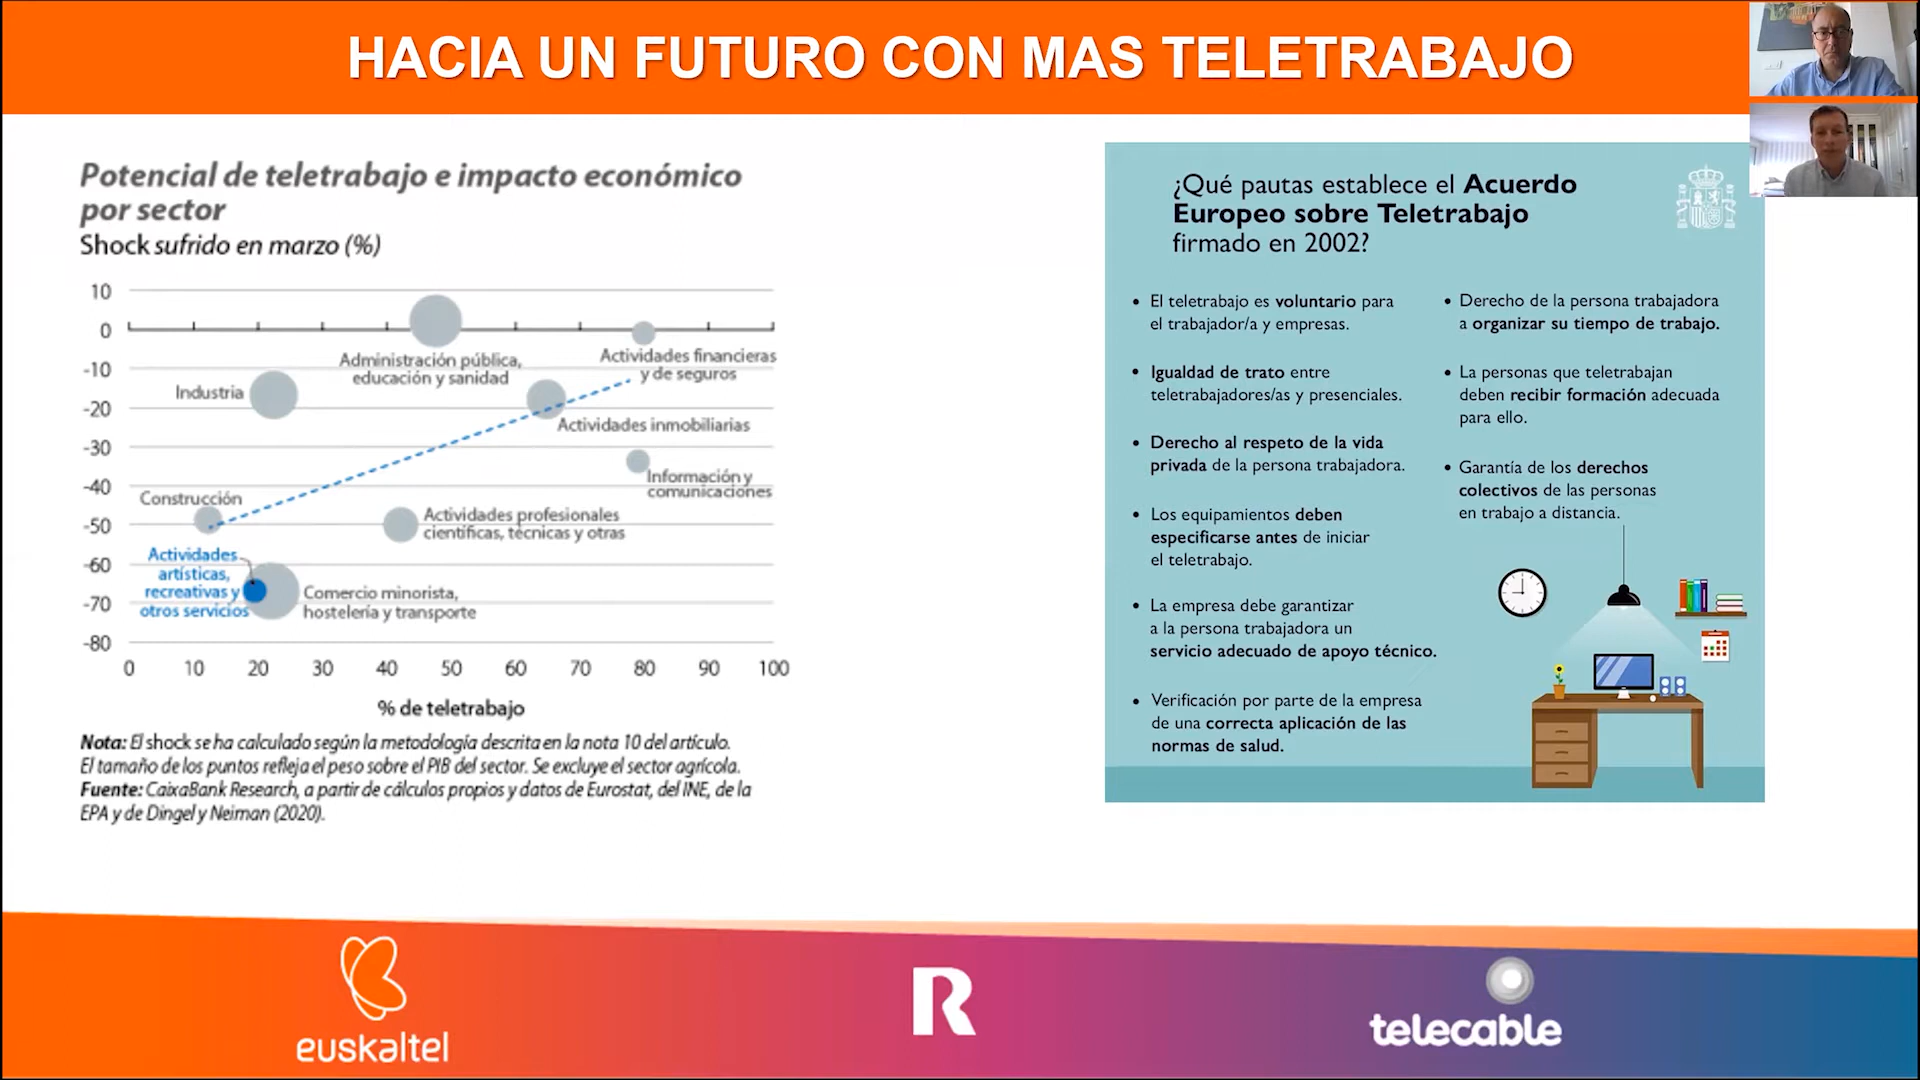 HACIA UN FUTURO CON MAS TELETRABAJO
Potencial de teletrabajo e impacto económico
por sector
Shock sufrido en marzo (%)
10
0
-10
-20
-30
-40
-50
-60
-70
-80
0 10 20 30 40 50 60 70 80 90 100
% de teletrabajo
Administración pública,
educación y sanidad
Actividades financieras
y de seguros
Industria
Actividades inmobiliarias
Información y
comunicaciones
Construcción
Actividades profesionales
científicas, técnicas y otras
Actividades
artísticas,
recreativas y
otros servicios
Comercio minorista,
hostelería y transporte
Nota: El shock se ha calculado según la metodología descrita en la nota 10 del artículo.
El tamaño de los puntos refleja el peso sobre el PIB del sector. Se excluye el sector agrícola.
Fuente: CaixaBank Research, a partir de cálculos propios y datos de Eurostat, del INE, de la
EPA y de Dingel y Neiman (2020).
¿Qué pautas establece el Acuerdo
Europeo sobre Teletrabajo
firmado en 2002?
• El teletrabajo es voluntario para
el trabajador/a y empresas.
• Igualdad de trato entre
teletrabajadores/as y presenciales.
• Derecho al respeto de la vida
privada de la persona trabajadora.
• Los equipamientos deben
especificarse antes de iniciar
el teletrabajo.
• La empresa debe garantizar
a la persona trabajadora un
servicio adecuado de apoyo técnico.
• Verificación por parte de la empresa
de una correcta aplicación de las
normas de salud.
• Derecho de la persona trabajadora
a organizar su tiempo de trabajo.
• La personas que teletrabajan
deben recibir formación adecuada
para ello.
• Garantía de los derechos
colectivos de las personas
en trabajo a distancia.
euskaltel
R
telecable